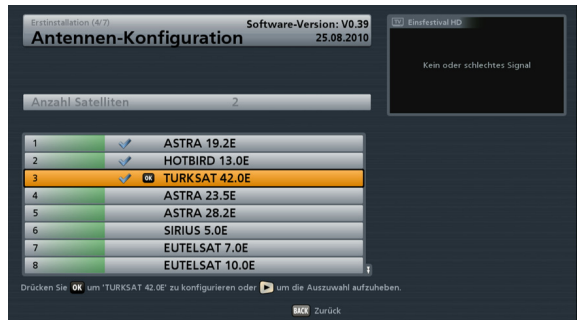 Erstinstallation (4/7)
Software-Version: V0.39
Antennen-Konfiguration
25.08.2010
TV Einsfestival HD
Kein oder schlechtes Signal
Anzahl Satelliten 2
1 ASTRA 19.2E
2 HOTBIRD 13.0E
3 OK TURKSAT 42.0E
4 ASTRA 23.5E
5 ASTRA 28.2E
6 SIRIUS 5.0E
7 EUTELSAT 7.0E
8 EUTELSAT 10.0E
Drücken Sie OK um 'TURKSAT 42.0E' zu konfigurieren oder um die Auszuwahl aufzuheben.
BACK Zurück